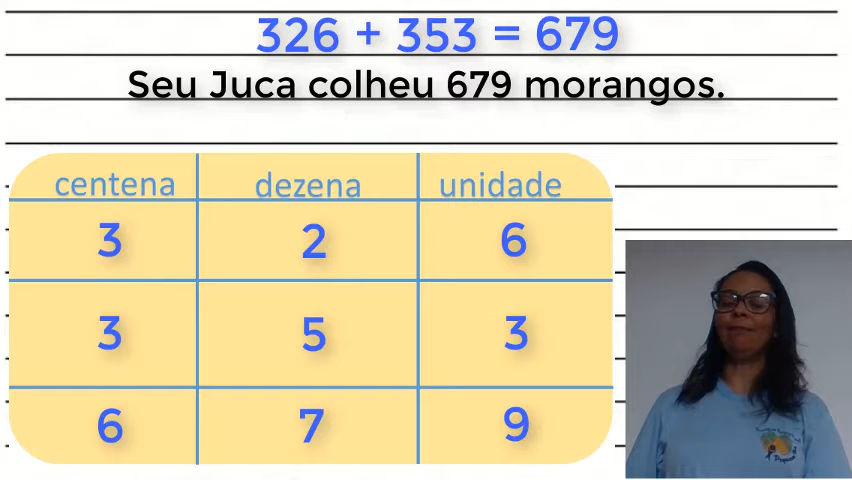 326 + 353 = 679
Seu Juca colheu 679 morangos.
centena dezena unidade
3 2 6
3 5 3
6 7 9